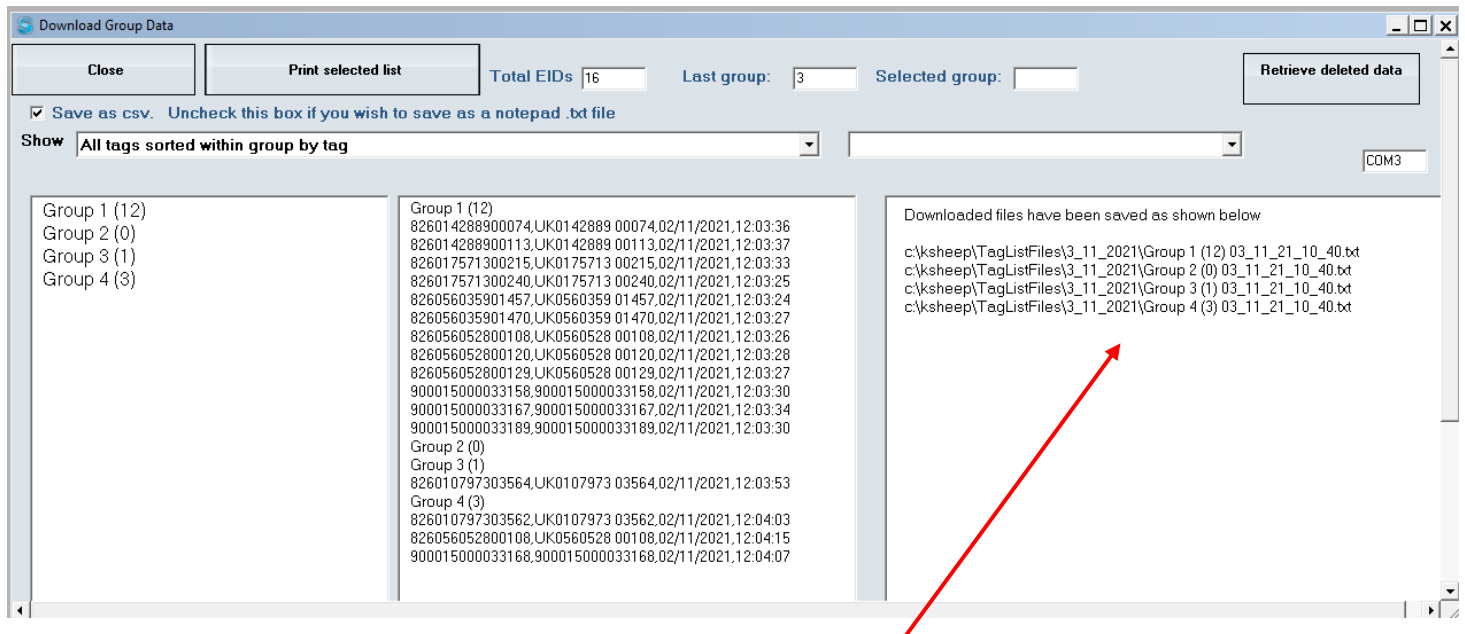 Download Group Data
Close
Print selected list
Total EIDs 16
Last group: 3
Selected group:
Retrieve deleted data
Save as csv. Uncheck this box if you wish to save as a notepad .txt file
Show All tags sorted within group by tag
COM3
Group 1 (12)
Group 2 (0)
Group 3 (1)
Group 4 (3)
Group 1 (12)
826014288900074,UK0142889 00074,02/11/2021,12:03:36
826014288900113,UK0142889 00113,02/11/2021,12:03:37
826017571300215,UK0175713 00215,02/11/2021,12:03:33
826017571300240,UK0175713 00240,02/11/2021,12:03:25
826056035901457,UK0560359 01457,02/11/2021,12:03:24
826056035901470,UK0560359 01470,02/11/2021,12:03:27
826056052800108,UK0560528 00108,02/11/2021,12:03:26
826056052800120,UK0560528 00120,02/11/2021,12:03:28
826056052800129,UK0560528 00129,02/11/2021,12:03:27
900015000033158,900015000033158,02/11/2021,12:03:30
900015000033167,900015000033167,02/11/2021,12:03:34
900015000033189,900015000033189,02/11/2021,12:03:30
Group 2 (0)
Group 3 (1)
826010797303564,UK0107973 03564,02/11/2021,12:03:53
Group 4 (3)
826010797303562,UK0107973 03562,02/11/2021,12:04:03
826056052800108,UK0560528 00108,02/11/2021,12:04:15
900015000033168,900015000033168,02/11/2021,12:04:07
Downloaded files have been saved as shown below
c:\ksheep\TagListFiles\3_11_2021\Group 1 (12) 03_11_21_10_40.txt
c:\ksheep\TagListFiles\3_11_2021\Group 2 (0) 03_11_21_10_40.txt
c:\ksheep\TagListFiles\3_11_2021\Group 3 (1) 03_11_21_10_40.txt
c:\ksheep\TagListFiles\3_11_2021\Group 4 (3) 03_11_21_10_40.txt